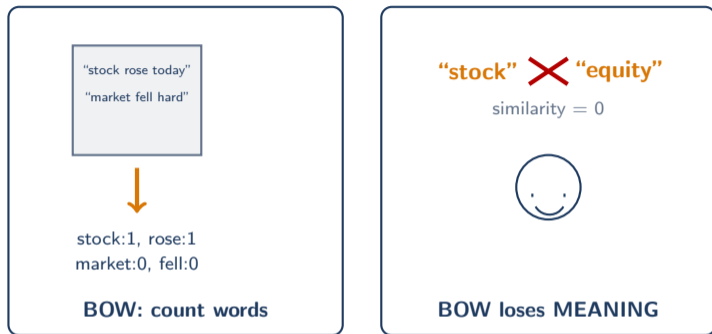 “stock rose today”
“market fell hard”
stock:1, rose:1
market:0, fell:0
BOW: count words
“stock” “equity”
similarity = 0
BOW loses MEANING